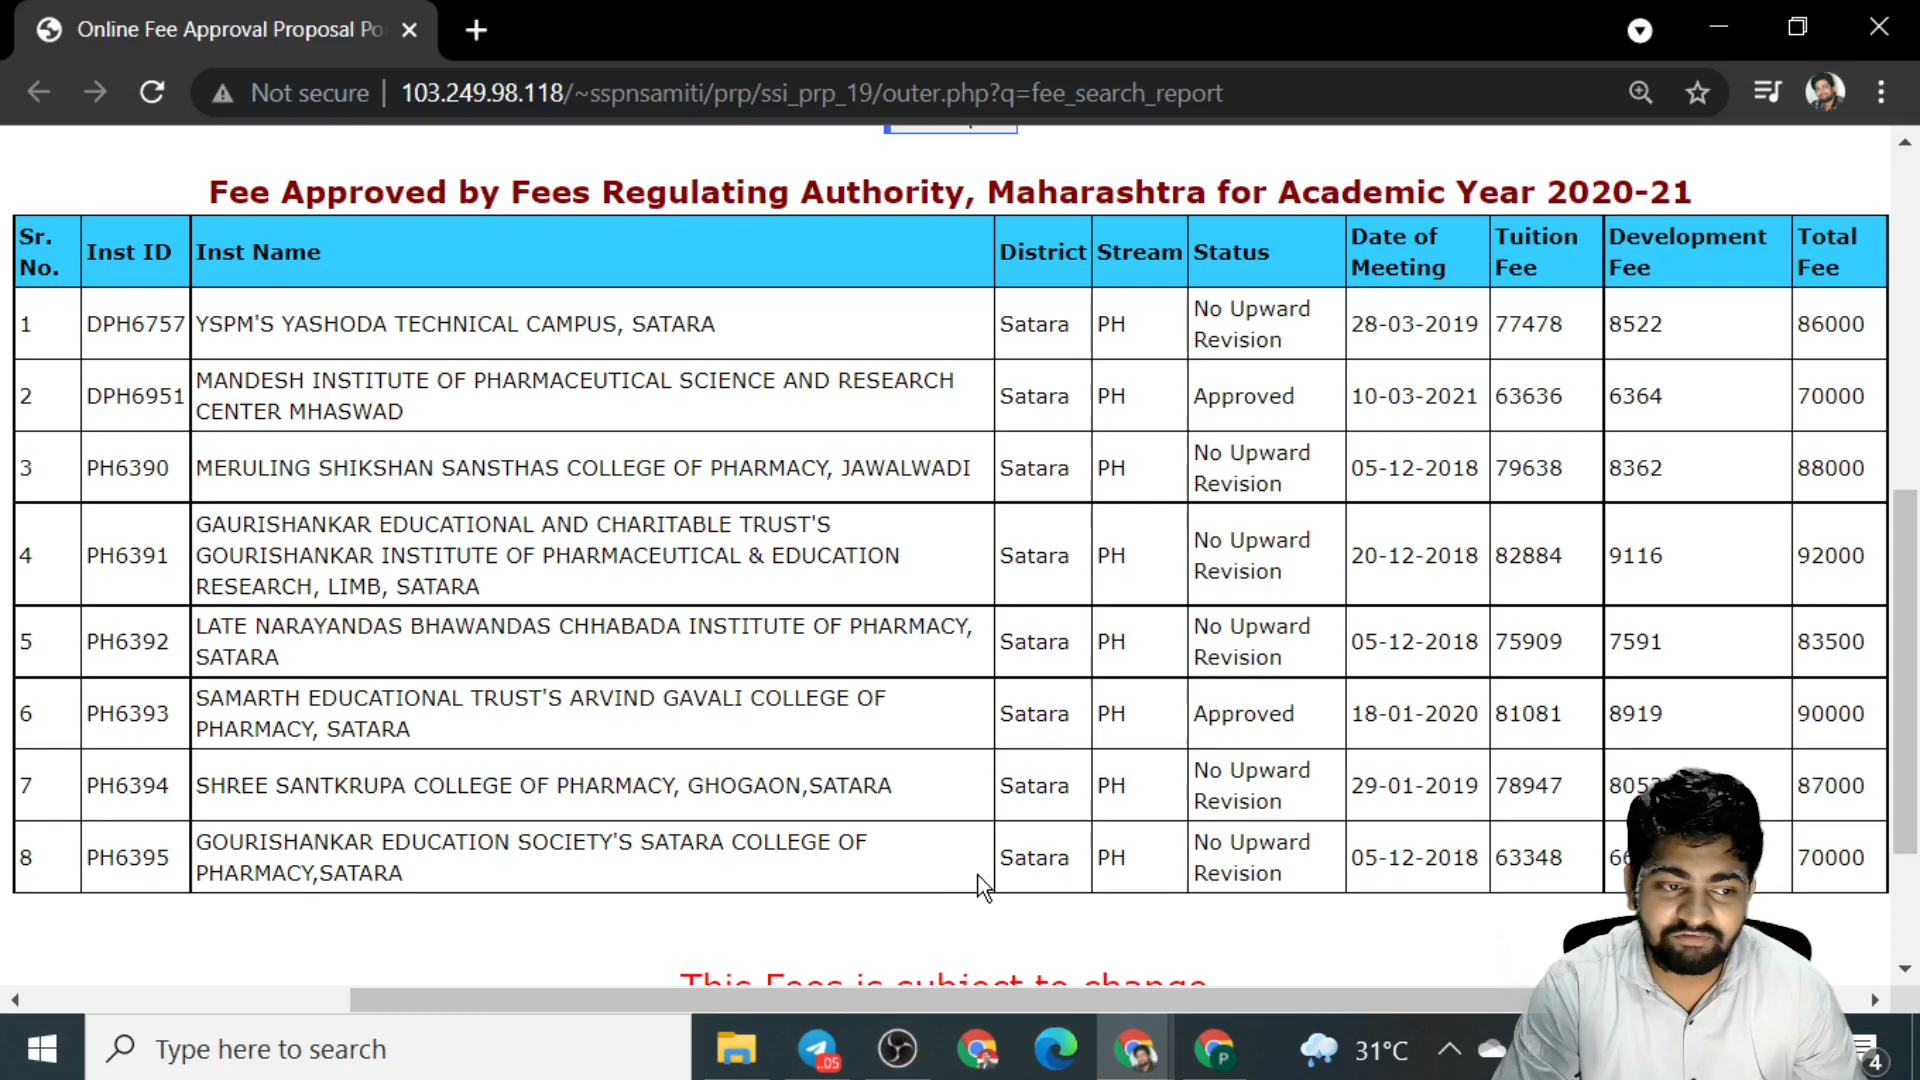 Online Fee Approval Proposal Po
Not secure 103.249.98.118/~sspnsamiti/prp/ssi_prp_19/outer.php?q=fee_search_report
Fee Approved by Fees Regulating Authority, Maharashtra for Academic Year 2020-21
Sr. No. Inst ID Inst Name District Stream Status Date of Meeting Tuition Fee Development Fee Total Fee
1 DPH6757 YSPM'S YASHODA TECHNICAL CAMPUS, SATARA Satara PH No Upward Revision 28-03-2019 77478 8522 86000
2 DPH6951 MANDESH INSTITUTE OF PHARMACEUTICAL SCIENCE AND RESEARCH CENTER MHASWAD Satara PH Approved 10-03-2021 63636 6364 70000
3 PH6390 MERULING SHIKSHAN SANSTHAS COLLEGE OF PHARMACY, JAWALWADI Satara PH No Upward Revision 05-12-2018 79638 8362 88000
4 PH6391 GAURISHANKAR EDUCATIONAL AND CHARITABLE TRUST'S GOURISHANKAR INSTITUTE OF PHARMACEUTICAL & EDUCATION RESEARCH, LIMB, SATARA Satara PH No Upward Revision 20-12-2018 82884 9116 92000
5 PH6392 LATE NARAYANDAS BHAWANDAS CHHABADA INSTITUTE OF PHARMACY, SATARA Satara PH No Upward Revision 05-12-2018 75909 7591 83500
6 PH6393 SAMARTH EDUCATIONAL TRUST'S ARVIND GAVALI COLLEGE OF PHARMACY, SATARA Satara PH Approved 18-01-2020 81081 8919 90000
7 PH6394 SHREE SANTKRUPA COLLEGE OF PHARMACY, GHOGAON,SATARA Satara PH No Upward Revision 29-01-2019 78947 87000
8 PH6395 GOURISHANKAR EDUCATION SOCIETY'S SATARA COLLEGE OF PHARMACY,SATARA Satara PH No Upward Revision 05-12-2018 63348 70000
This Fees is subject to change
Type here to search ..05 P 31°C 4